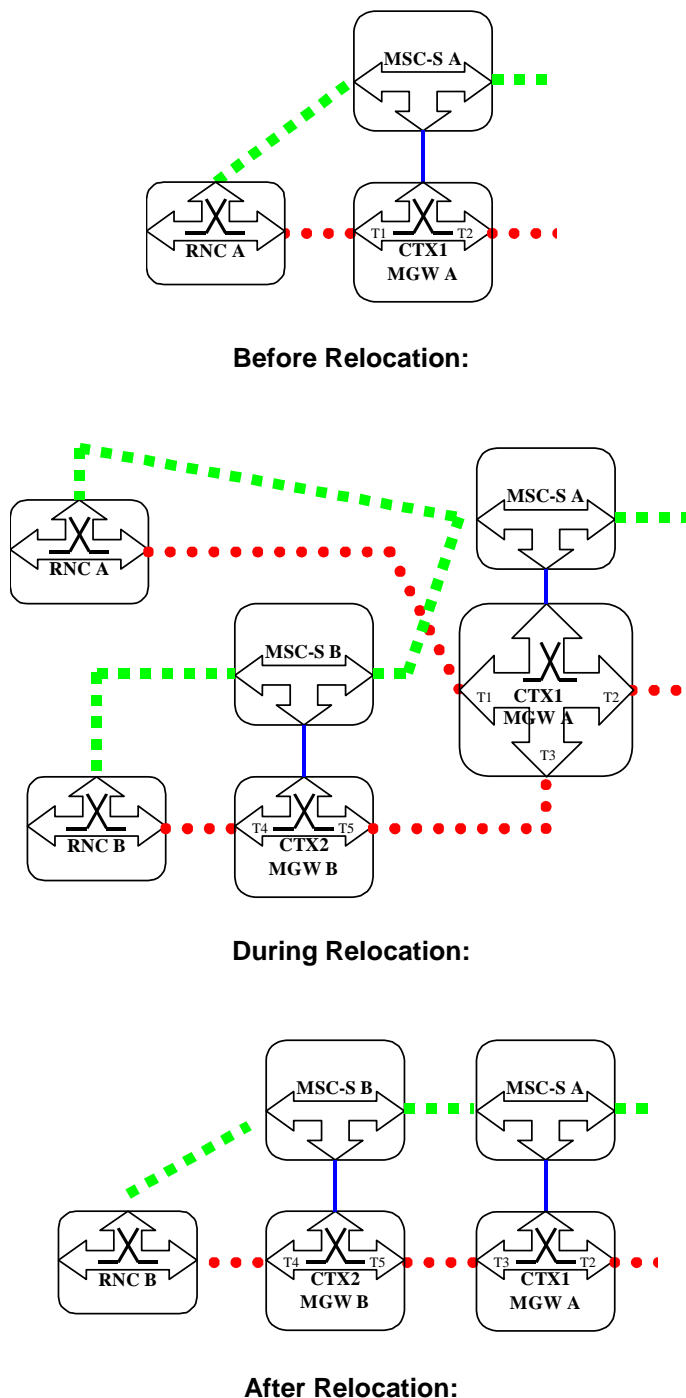 MSC-S A
RNC A
T1
T2
CTX1
MGW A
Before Relocation:
MSC-S A
RNC A
MSC-S B
T1
CTX1
T2
MGW A
T3
RNC B
T4
T5
CTX2
MGW B
During Relocation:
MSC-S B
MSC-S A
RNC B
T4
T5
CTX2
MGW B
T3
T2
CTX1
MGW A
After Relocation: